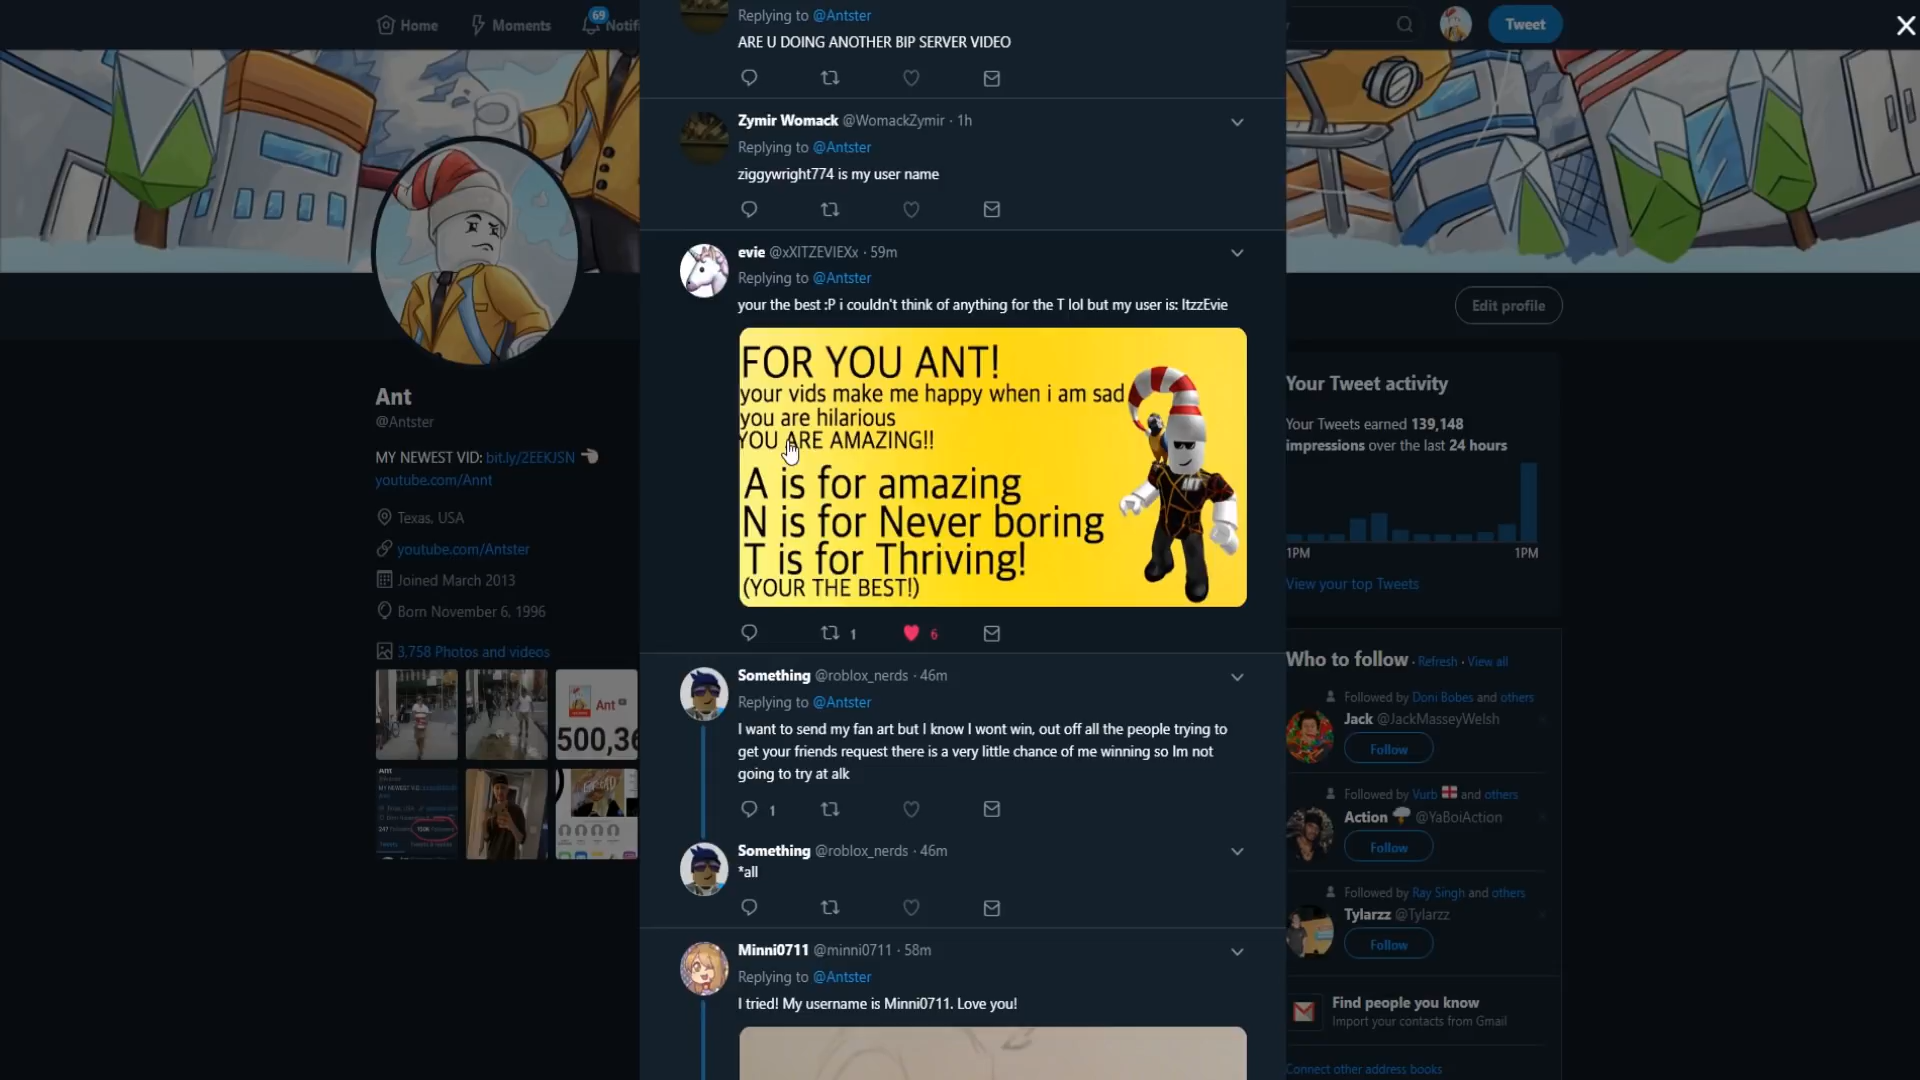 Home
Moments
69
Notifi
Tweet
Replying to @Antster
ARE U DOING ANOTHER BIP SERVER VIDEO
Zymir Womack @WomackZymir · 1h
Replying to @Antster
ziggywright774 is my user name
evie @xXITZEVIEXx · 59m
Replying to @Antster
your the best :P i couldn't think of anything for the T lol but my user is: ItzzEvie
FOR YOU ANT!
your vids make me happy when i am sad
you are hilarious
YOU ARE AMAZING!!
A is for amazing
N is for Never boring
T is for Thriving!
(YOUR THE BEST!)
1
6
Something @roblox_nerds · 46m
Replying to @Antster
I want to send my fan art but I know I wont win, out off all the people trying to
get your friends request there is a very little chance of me winning so Im not
going to try at alk
1
Something @roblox_nerds · 46m
*all
Minni0711 @minni0711 · 58m
Replying to @Antster
I tried! My username is Minni0711. Love you!
Ant
@Antster
MY NEWEST VID: bit.ly/2EEKJSN
youtube.com/Annt
Texas, USA
youtube.com/Antster
Joined March 2013
Born November 6, 1996
3,758 Photos and videos
Ant
500,36
Ant
MY NEWEST VID:
Edit profile
Your Tweet activity
Your Tweets earned 139,148
impressions over the last 24 hours
1PM
1PM
View your top Tweets
Who to follow · Refresh · View all
Followed by Doni Bobes and others
Jack @JackMasseyWelsh
Follow
Followed by Vurb and others
Action @YaBoiAction
Follow
Followed by Ray Singh and others
Tylarzz @Tylarzz
Follow
Find people you know
Import your contacts from Gmail
Connect other address books